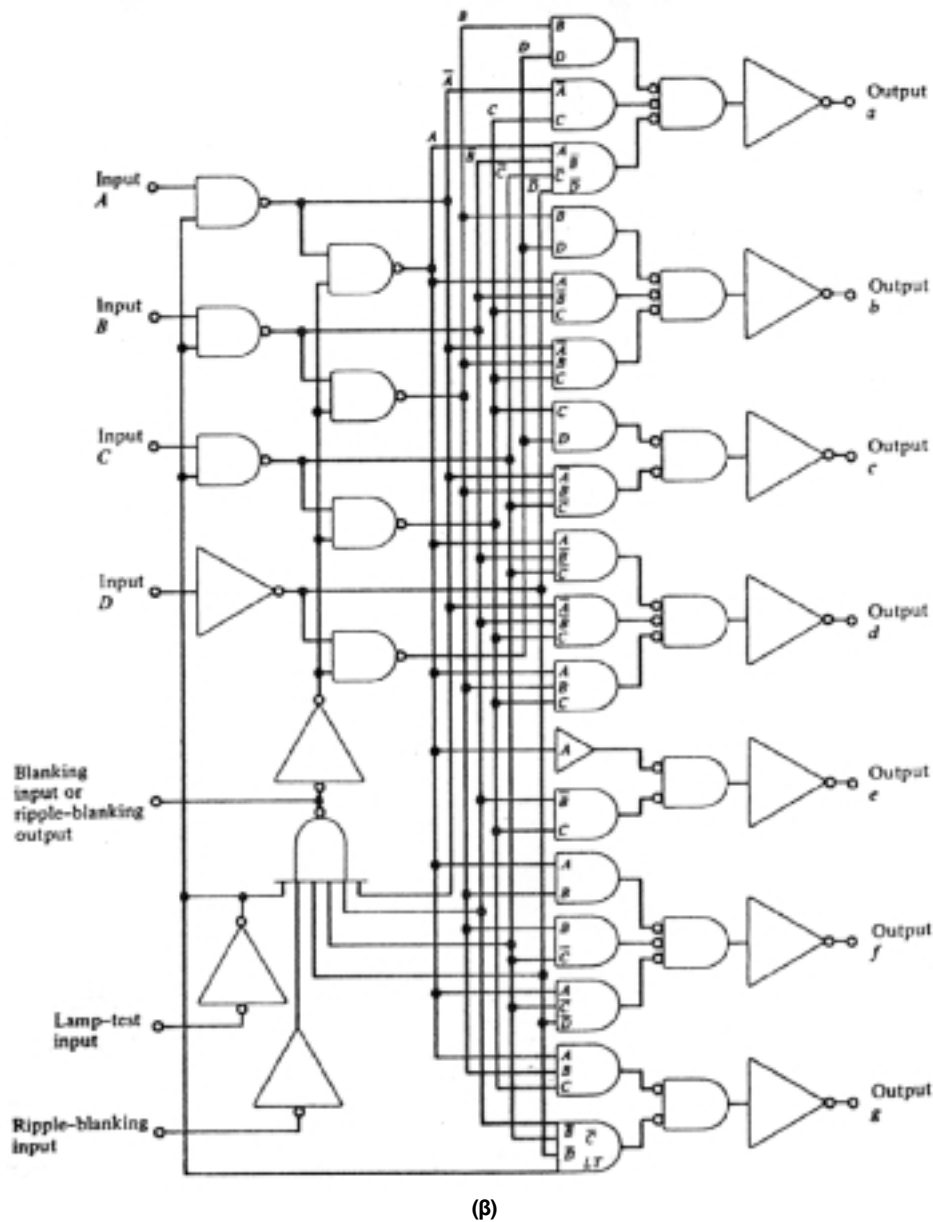 B
B
D
D
Output
a
A̅
A̅
C
C
A
A
B̅
B̅
C̅
C̅
D̅
D̅
Input
A
B
D
Input
B
Output
b
A
B̅
C
A̅
B
C
Input
C
C
D
Output
c
A̅
B
C̅
Input
D
A
B̅
C̅
Output
d
A̅
B̅
C
A
B
C
Blanking
input or
ripple-blanking
output
A
Output
e
B̅
C
A
B
B
C̅
Output
f
A
C̅
D̅
Lamp-test
input
A
B
C
Output
g
Ripple-blanking
input
B̅
C̅
D̅
LT
(β)